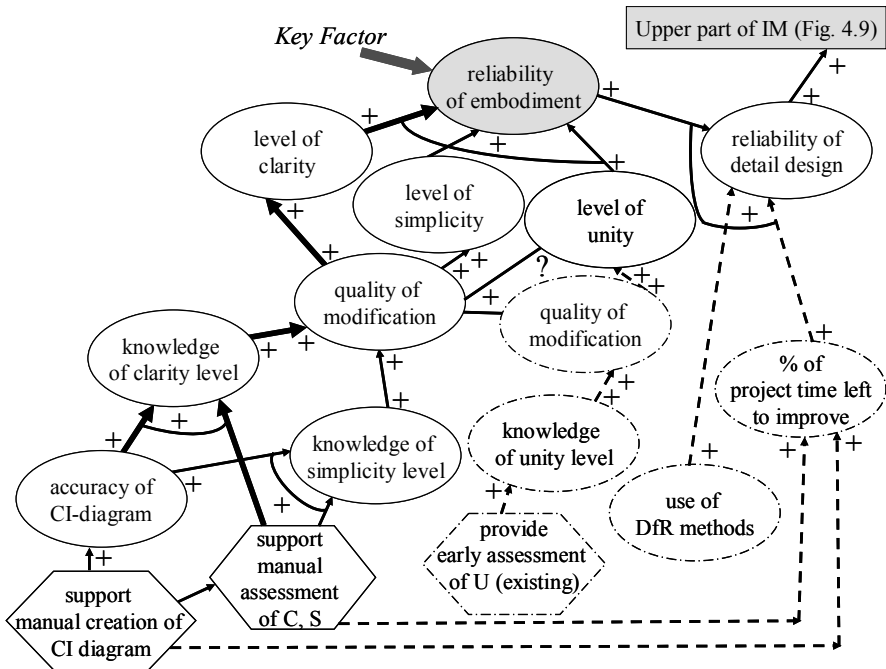 Upper part of IM (Fig. 4.9)
Key Factor
+
reliability
of embodiment
+
+
+
reliability of
detail design
level of
clarity
+
+
+
level of
simplicity
level of
unity
+
+
+
+
+
?
+
+
quality of
modification
+
quality of
modification
knowledge
of clarity level
+
+
+
+
% of
project time left
to improve
+
+
+
+
+
knowledge of
simplicity level
knowledge
of unity level
+
+
+
+
+
accuracy of
CI-diagram
+
+
+
use of
DfR methods
support
manual
assessment
of C, S
provide
early assessment
of U (existing)
+
support
manual creation of
CI diagram